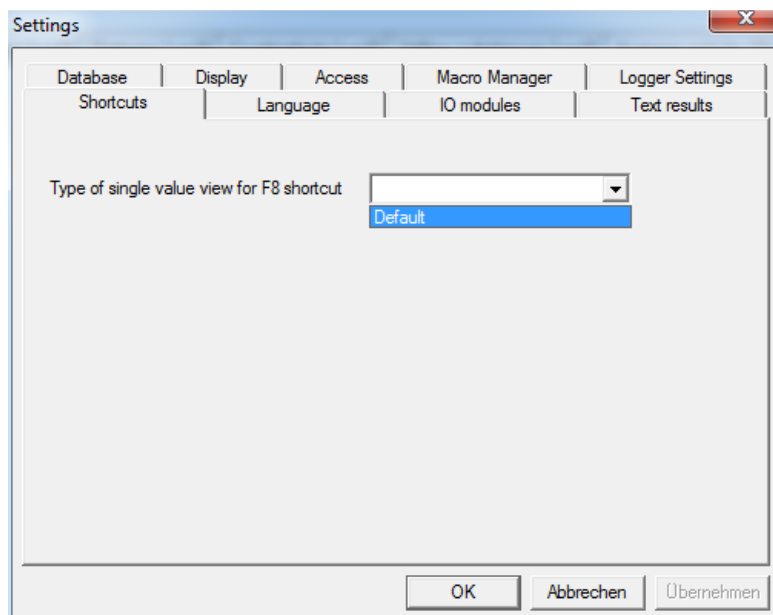 Settings
Database Display Access Macro Manager Logger Settings
Shortcuts Language IO modules Text results
Type of single value view for F8 shortcut
Default
OK Abbrechen Übernehmen